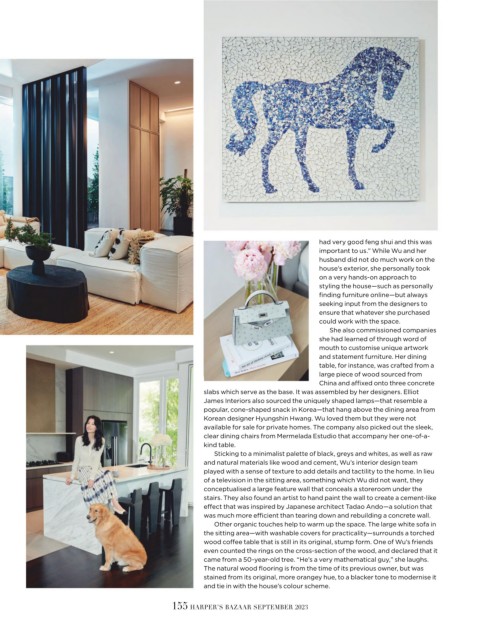 had very good feng shui and this was
important to us.” While Wu and her
husband did not do much work on the
house’s exterior, she personally took
on a very hands-on approach to
styling the house—such as personally
finding furniture online—but always
seeking input from the designers to
ensure that whatever she purchased
could work with the space.
She also commissioned companies
she had learned of through word of
mouth to customise unique artwork
and statement furniture. Her dining
table, for instance, was crafted from a
large piece of wood sourced from
China and affixed onto three concrete
slabs which serve as the base. It was assembled by her designers. Elliot
James Interiors also sourced the uniquely shaped lamps—that resemble a
popular, cone-shaped snack in Korea—that hang above the dining area from
Korean designer Hyungshin Hwang. Wu loved them but they were not
available for sale for private homes. The company also picked out the sleek,
clear dining chairs from Mermelada Estudio that accompany her one-of-a-
kind table.
Sticking to a minimalist palette of black, greys and whites, as well as raw
and natural materials like wood and cement, Wu’s interior design team
played with a sense of texture to add details and tactility to the home. In lieu
of a television in the sitting area, something which Wu did not want, they
conceptualised a large feature wall that conceals a storeroom under the
stairs. They also found an artist to hand paint the wall to create a cement-like
effect that was inspired by Japanese architect Tadao Ando—a solution that
was much more efficient than tearing down and rebuilding a concrete wall.
Other organic touches help to warm up the space. The large white sofa in
the sitting area—with washable covers for practicality—surrounds a torched
wood coffee table that is still in its original, stump form. One of Wu’s friends
even counted the rings on the cross-section of the wood, and declared that it
came from a 50-year-old tree. “He’s a very mathematical guy,” she laughs.
The natural wood flooring is from the time of its previous owner, but was
stained from its original, more orangey hue, to a blacker tone to modernise it
and tie in with the house’s colour scheme.
155 HARPER’S BAZAAR SEPTEMBER 2023